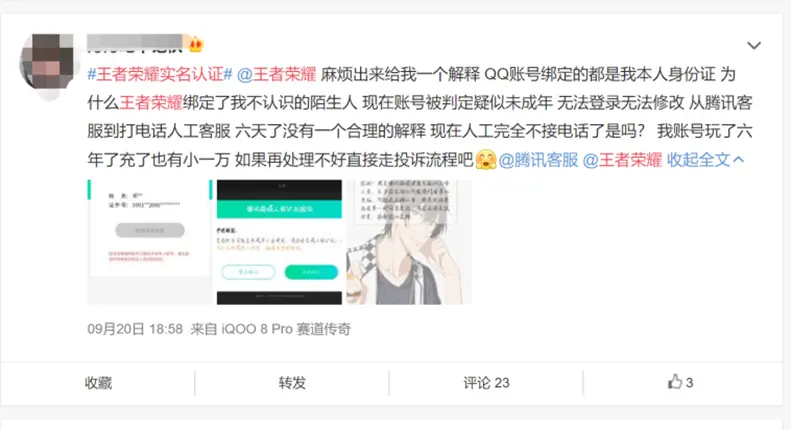 #王者荣耀实名认证# @王者荣耀 麻烦出来给我一个解释 QQ账号绑定的都是我本人身份证 为
什么王者荣耀绑定了我不认识的陌生人 现在账号被判定疑似未成年 无法登录无法修改 从腾讯客
服到打电话人工客服 六天了没有一个合理的解释 现在人工完全不接电话了是吗? 我账号玩了六
年了充了也有小一万 如果再处理不好直接走投诉流程吧 @腾讯客服 @王者荣耀 收起全文
09月20日 18:58 来自 iQOO 8 Pro 赛道传奇
收藏 转发 评论 23 3